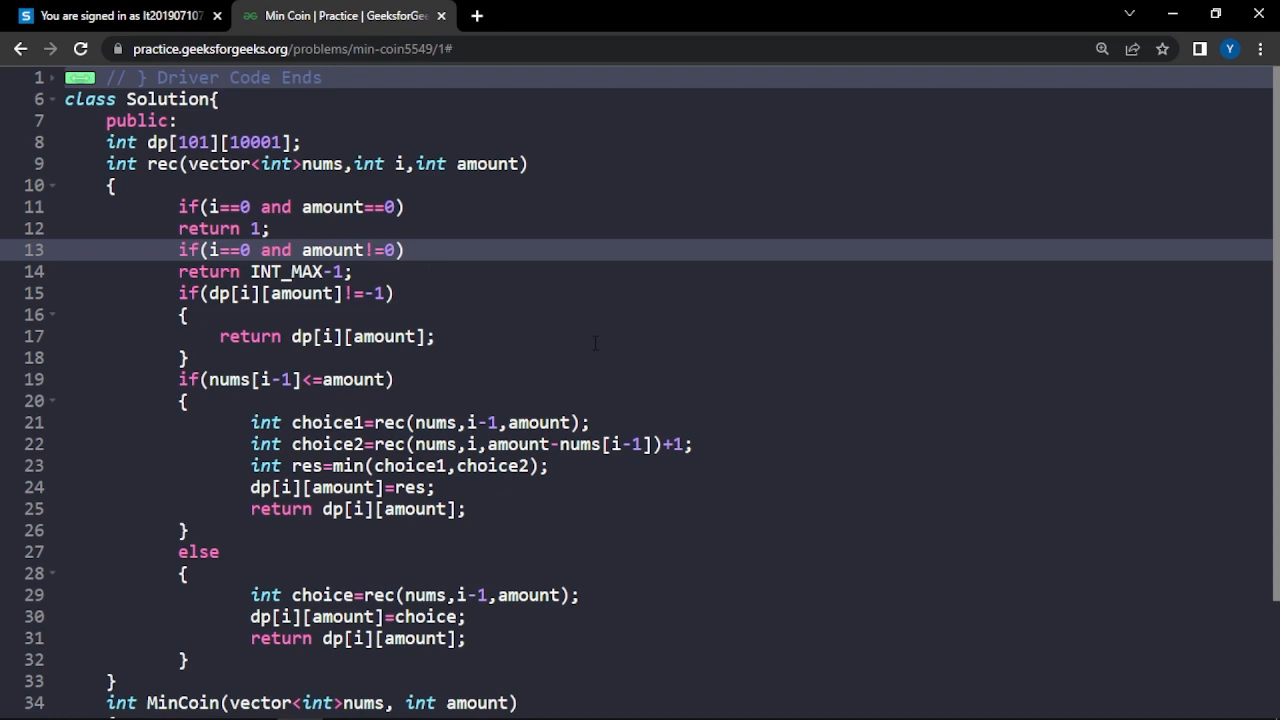 You are signed in as It201907107
Min Coin | Practice | GeeksforGee
practice.geeksforgeeks.org/problems/min-coin5549/1#
Y
1 // } Driver Code Ends
6 class Solution{
7 public:
8 int dp[101][10001];
9 int rec(vector<int>nums,int i,int amount)
10 {
11 if(i==0 and amount==0)
12 return 1;
13 if(i==0 and amount!=0)
14 return INT_MAX-1;
15 if(dp[i][amount]!=-1)
16 {
17 return dp[i][amount];
18 }
19 if(nums[i-1]<=amount)
20 {
21 int choice1=rec(nums,i-1,amount);
22 int choice2=rec(nums,i,amount-nums[i-1])+1;
23 int res=min(choice1,choice2);
24 dp[i][amount]=res;
25 return dp[i][amount];
26 }
27 else
28 {
29 int choice=rec(nums,i-1,amount);
30 dp[i][amount]=choice;
31 return dp[i][amount];
32 }
33 }
34 int MinCoin(vector<int>nums, int amount)